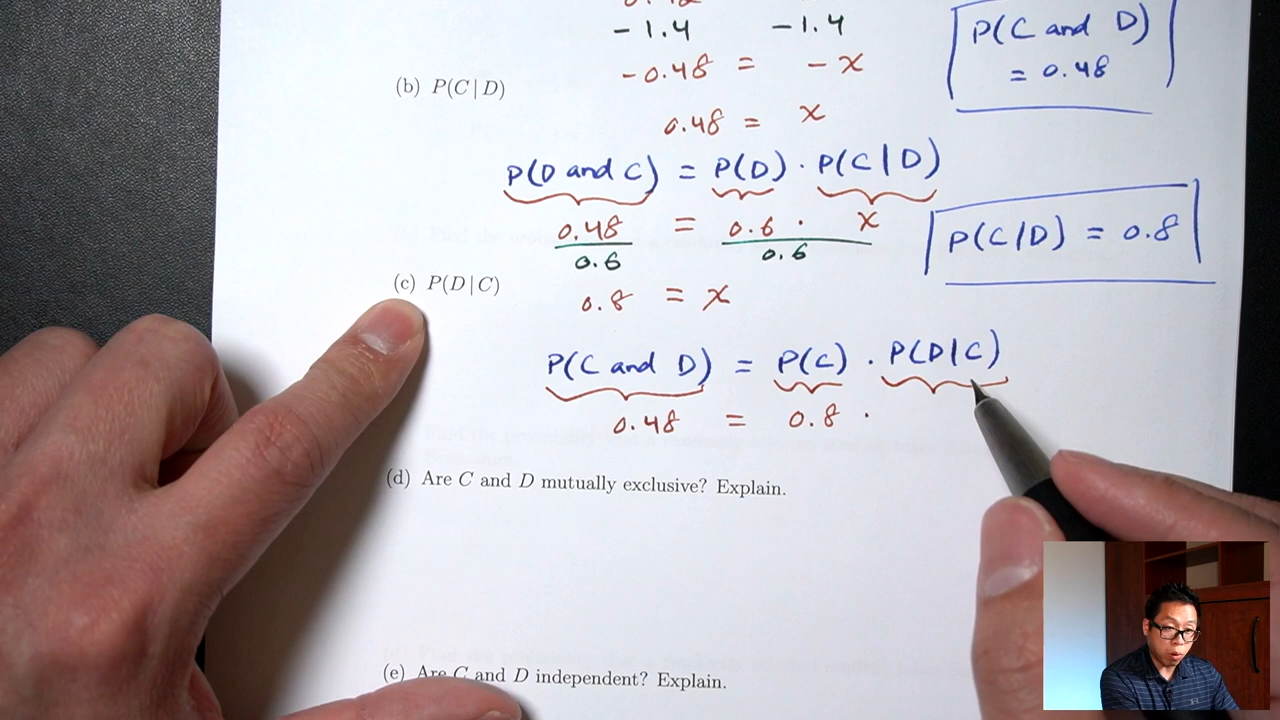 -1.4 -1.4
-0.48 = -x
P(C and D)
= 0.48
(b) P(C | D)
0.48 = x
P(D and C) = P(D) · P(C | D)
0.48 = 0.6 · x
0.6 0.6
P(C | D) = 0.8
(c) P(D | C)
0.8 = x
P(C and D) = P(C) · P(D | C)
0.48 = 0.8 ·
(d) Are C and D mutually exclusive? Explain.
(e) Are C and D independent? Explain.